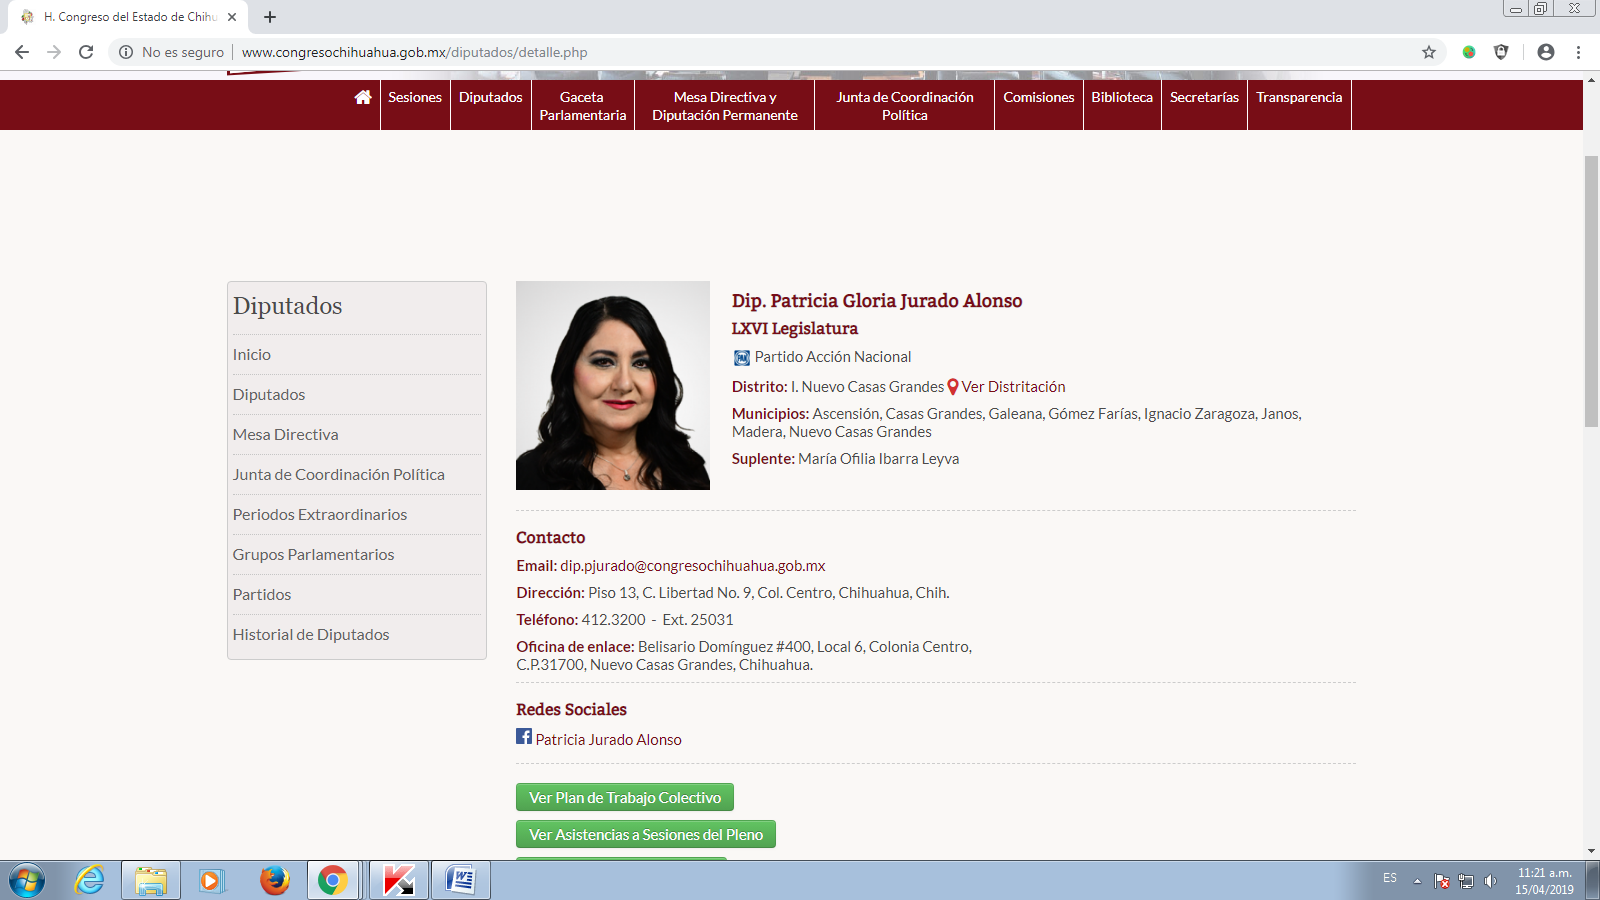 H. Congreso del Estado de Chihu
No es seguro
www.congresochihuahua.gob.mx/diputados/detalle.php
Sesiones
Diputados
Gaceta
Parlamentaria
Mesa Directiva y
Diputación Permanente
Junta de Coordinación
Política
Comisiones
Biblioteca
Secretarías
Transparencia
Diputados
Inicio
Diputados
Mesa Directiva
Junta de Coordinación Política
Periodos Extraordinarios
Grupos Parlamentarios
Partidos
Historial de Diputados
Dip. Patricia Gloria Jurado Alonso
LXVI Legislatura
PAN Partido Acción Nacional
Distrito: I. Nuevo Casas Grandes Ver Distritación
Municipios: Ascensión, Casas Grandes, Galeana, Gómez Farías, Ignacio Zaragoza, Janos,
Madera, Nuevo Casas Grandes
Suplente: María Ofilia Ibarra Leyva
Contacto
Email: dip.pjurado@congresochihuahua.gob.mx
Dirección: Piso 13, C. Libertad No. 9, Col. Centro, Chihuahua, Chih.
Teléfono: 412.3200 - Ext. 25031
Oficina de enlace: Belisario Domínguez #400, Local 6, Colonia Centro,
C.P.31700, Nuevo Casas Grandes, Chihuahua.
Redes Sociales
Patricia Jurado Alonso
Ver Plan de Trabajo Colectivo
Ver Asistencias a Sesiones del Pleno
ES
11:21 a.m.
15/04/2019